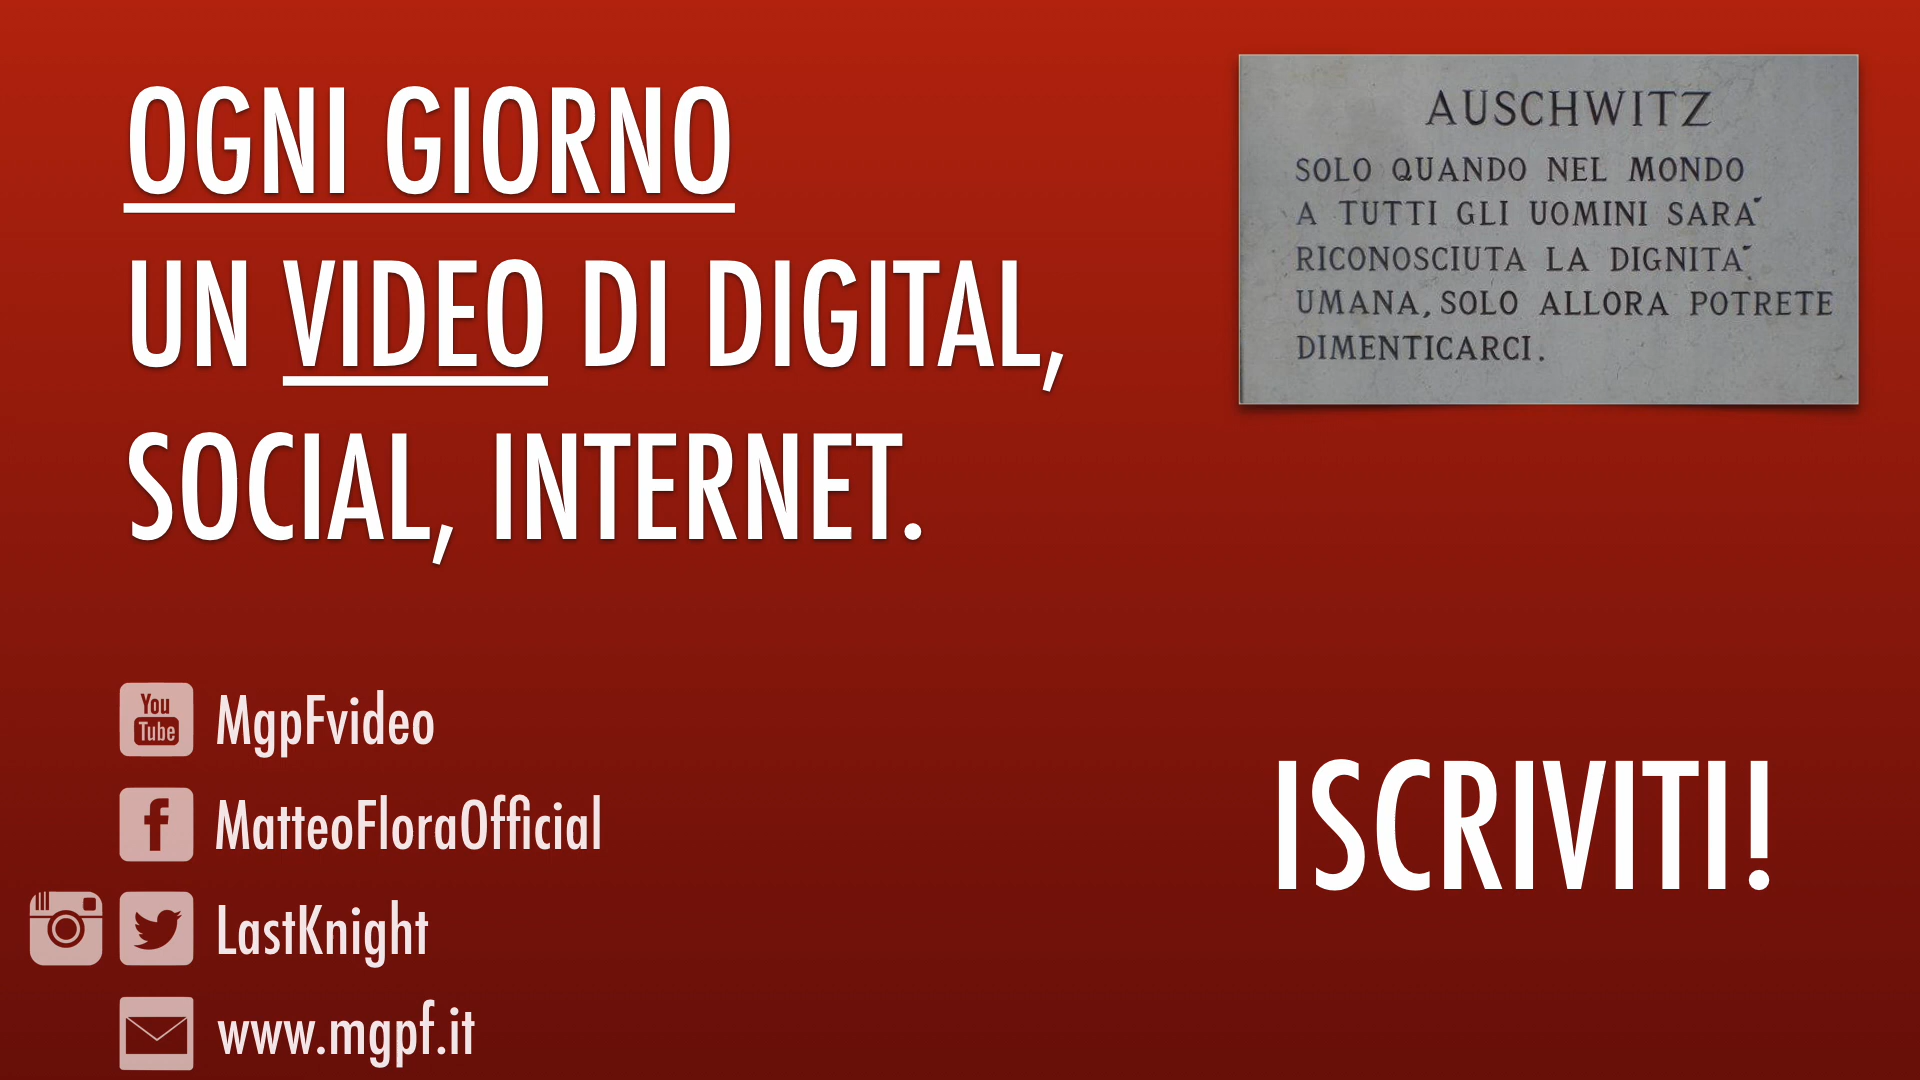 OGNI GIORNO
UN VIDEO DI DIGITAL,
SOCIAL, INTERNET.
AUSCHWITZ
SOLO QUANDO NEL MONDO
A TUTTI GLI UOMINI SARA´
RICONOSCIUTA LA DIGNITA´
UMANA, SOLO ALLORA POTRETE
DIMENTICARCI.
You
Tube
MgpFvideo
MatteoFloraOfficial
LastKnight
www.mgpf.it
ISCRIVITI!